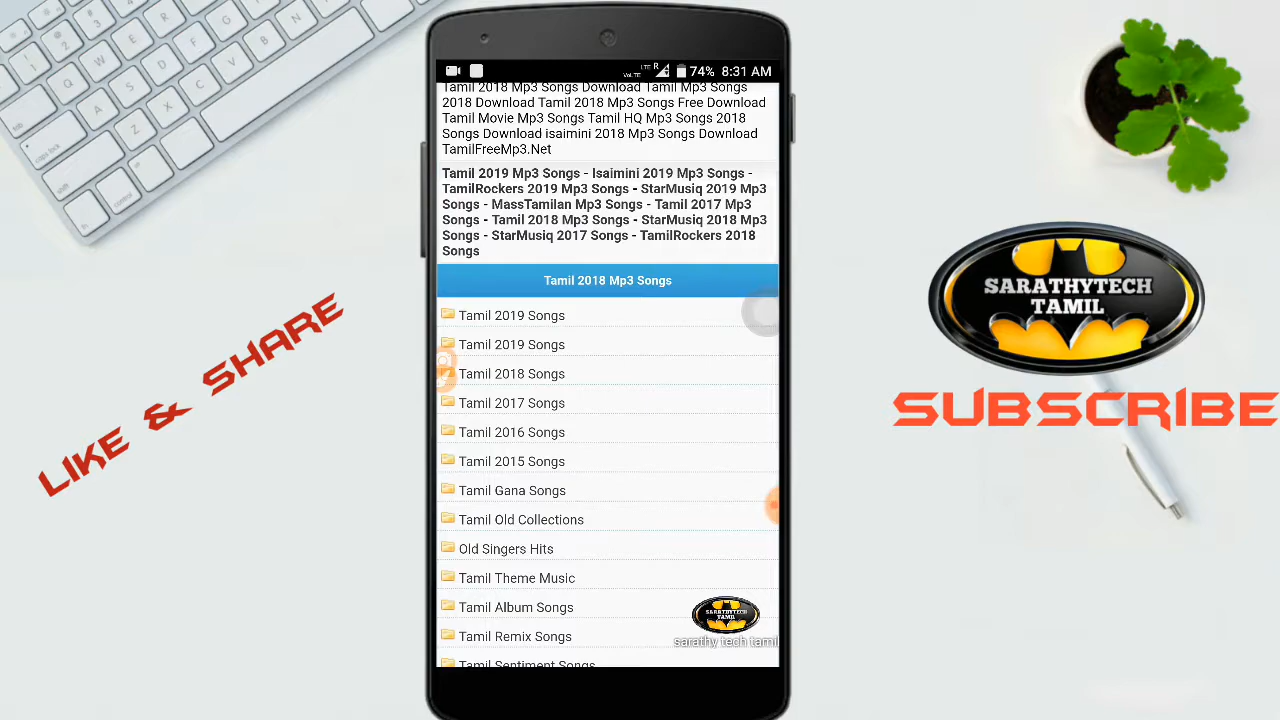 74% 8:31 AM
Tamil 2018 Mp3 Songs Download Tamil Mp3 Songs
2018 Download Tamil 2018 Mp3 Songs Free Download
Tamil Movie Mp3 Songs Tamil HQ Mp3 Songs 2018
Songs Download isaimini 2018 Mp3 Songs Download
TamilFreeMp3.Net
Tamil 2019 Mp3 Songs - Isaimini 2019 Mp3 Songs -
TamilRockers 2019 Mp3 Songs - StarMusiq 2019 Mp3
Songs - MassTamilan Mp3 Songs - Tamil 2017 Mp3
Songs - Tamil 2018 Mp3 Songs - StarMusiq 2018 Mp3
Songs - StarMusiq 2017 Songs - TamilRockers 2018
Songs
Tamil 2018 Mp3 Songs
Tamil 2019 Songs
Tamil 2019 Songs
Tamil 2018 Songs
Tamil 2017 Songs
Tamil 2016 Songs
Tamil 2015 Songs
Tamil Gana Songs
Tamil Old Collections
Old Singers Hits
Tamil Theme Music
Tamil Album Songs
Tamil Remix Songs
Tamil Sentiment Songs
SARATHYTECH
TAMIL
sarathy tech tamil
LIKE & SHARE
SARATHYTECH
TAMIL
SUBSCRIBE